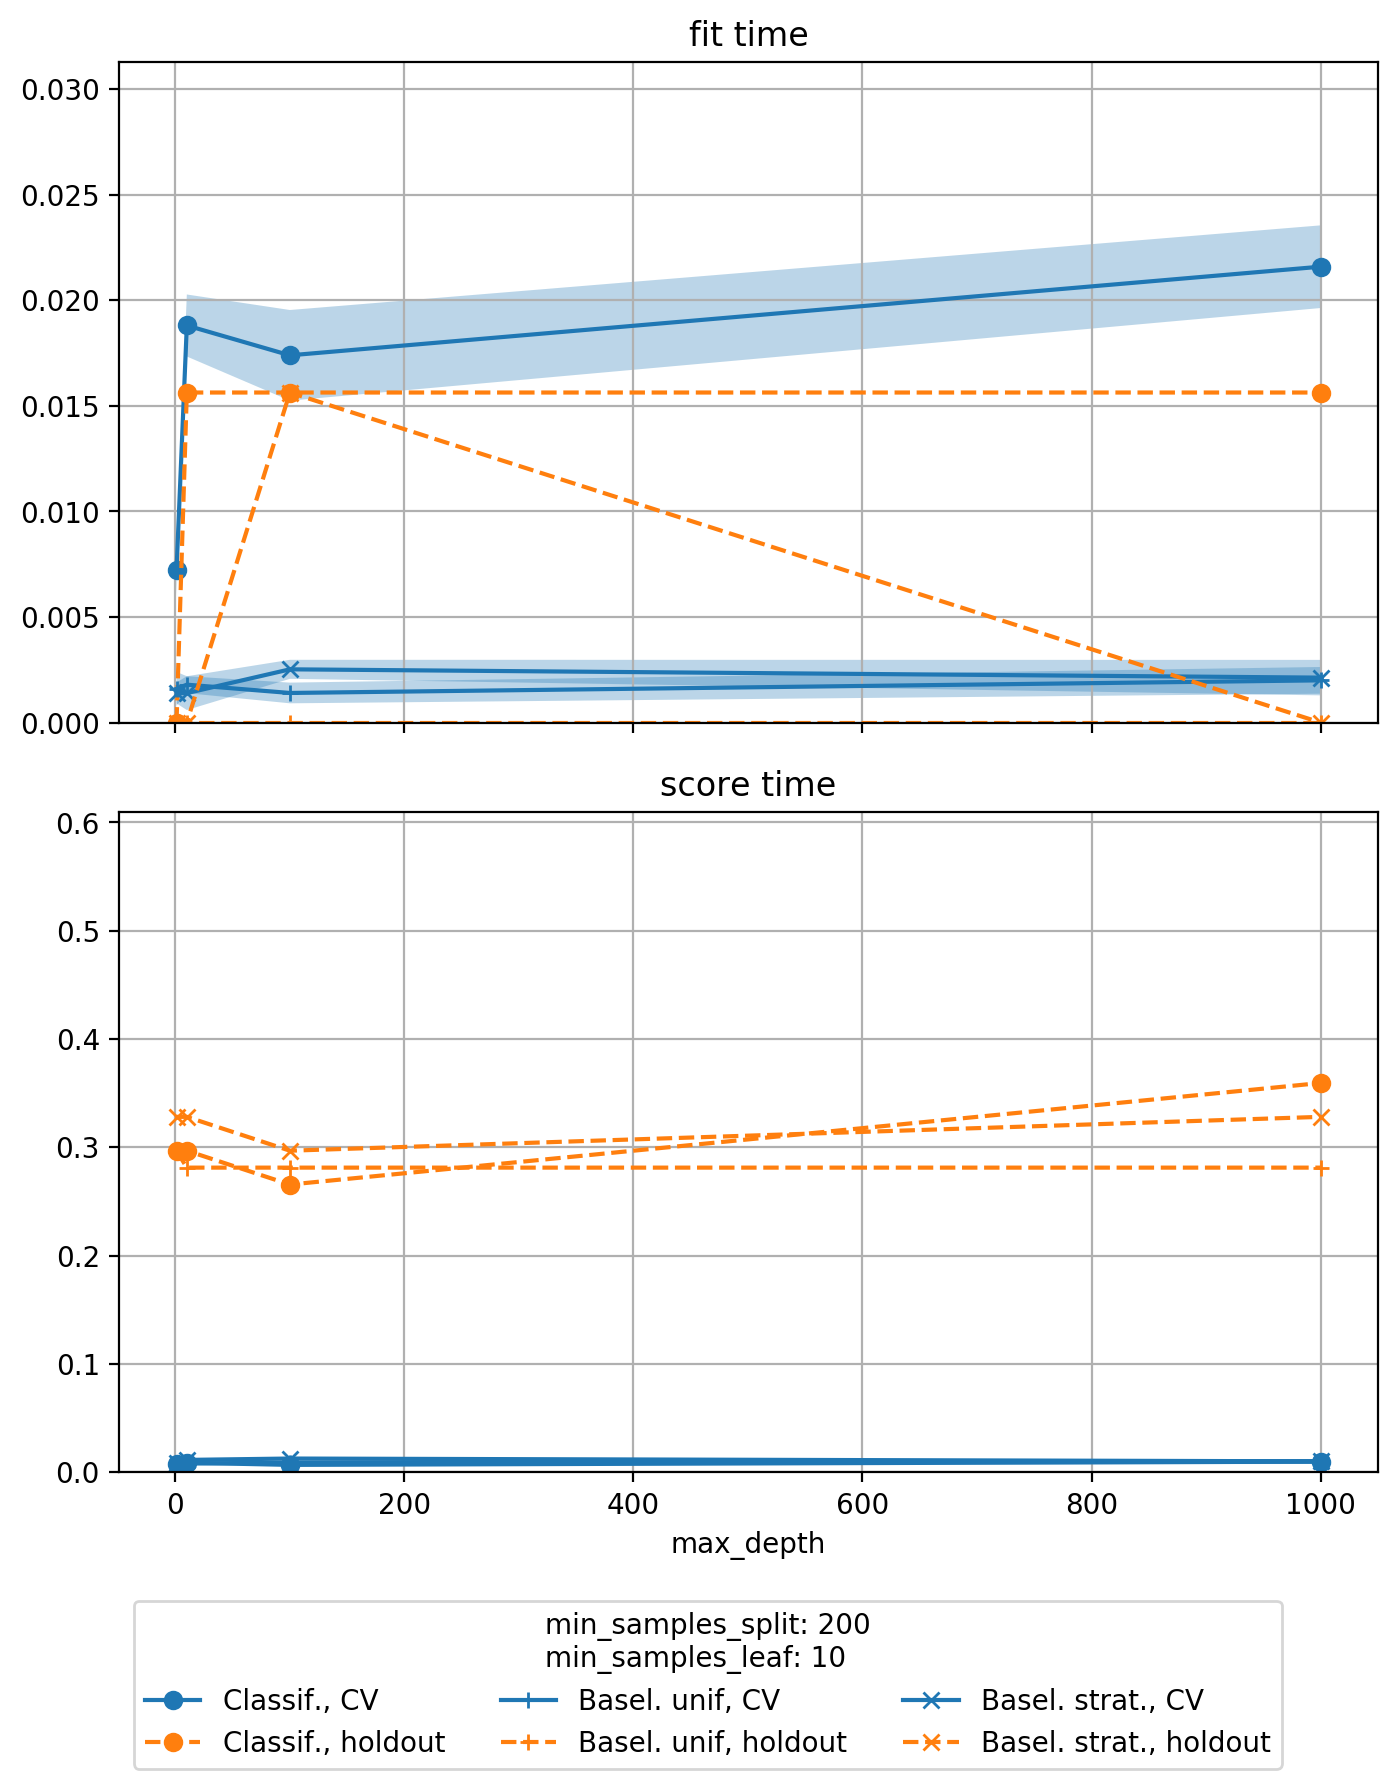 fit time
0.030
0.025
0.020
0.015
0.010
0.005
0.000
score time
0.6
0.5
0.4
0.3
0.2
0.1
0.0
0 200 400 600 800 1000
max_depth
min_samples_split: 200
min_samples_leaf: 10
Classif., CV Basel. unif, CV Basel. strat., CV
Classif., holdout Basel. unif, holdout Basel. strat., holdout